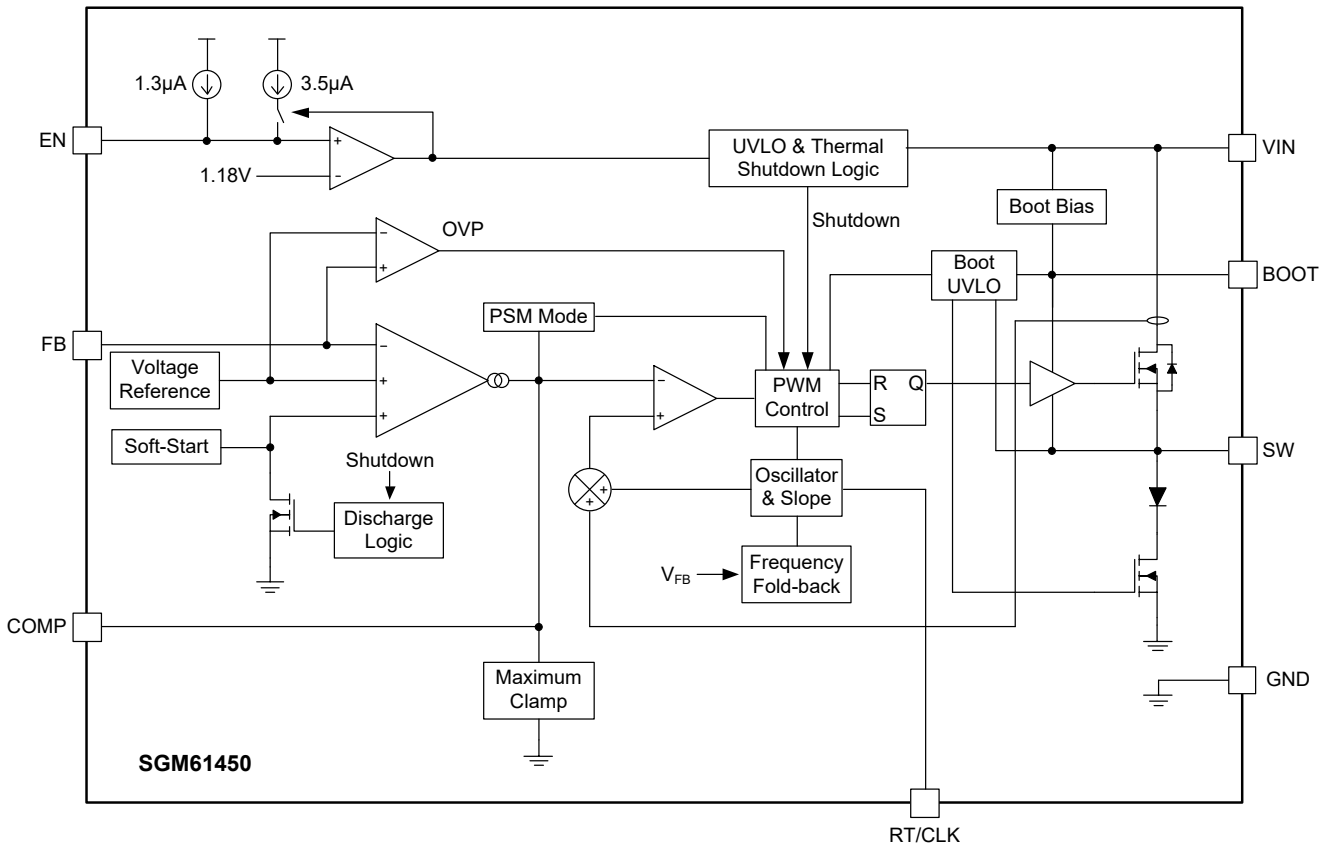 1.3µA
3.5µA
EN
+
-
1.18V
UVLO & Thermal
Shutdown Logic
VIN
Boot Bias
Shutdown
OVP
-
+
Boot
UVLO
BOOT
PSM Mode
FB
Voltage
Reference
-
+
+
-
+
PWM
Control
R
Q
S
Soft-Start
SW
Shutdown
Discharge
Logic
+
+
Oscillator
& Slope
VFB
Frequency
Fold-back
COMP
Maximum
Clamp
GND
SGM61450
RT/CLK